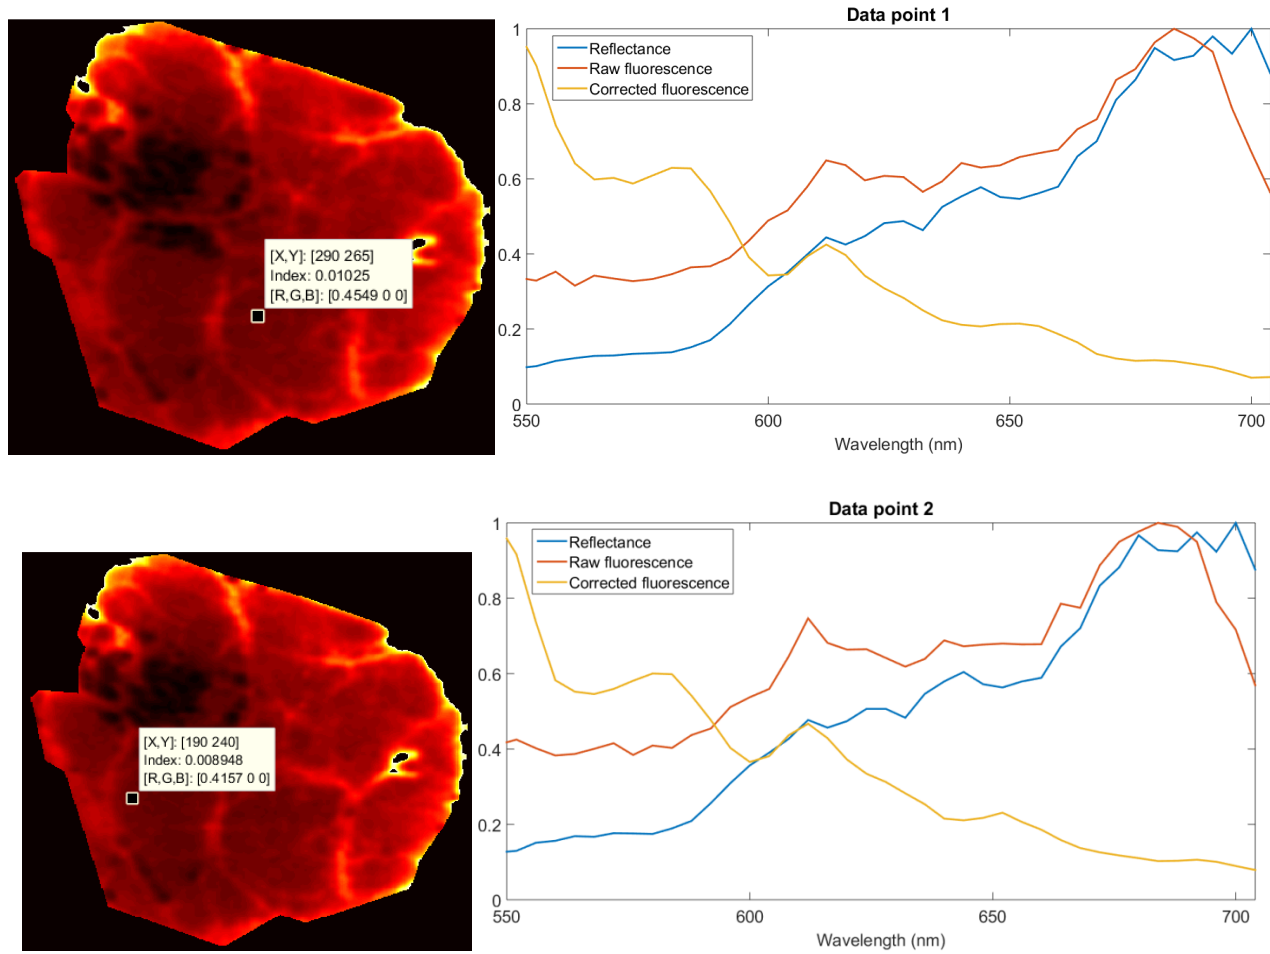 Data point 1
1
0.8
0.6
0.4
0.2
0
Reflectance
Raw fluorescence
Corrected fluorescence
[X,Y]: [290 265]
Index: 0.01025
[R,G,B]: [0.4549 0 0]
550
600
650
700
Wavelength (nm)
Data point 2
1
0.8
0.6
0.4
0.2
0
Reflectance
Raw fluorescence
Corrected fluorescence
[X,Y]: [190 240]
Index: 0.008948
[R,G,B]: [0.4157 0 0]
550
600
650
700
Wavelength (nm)